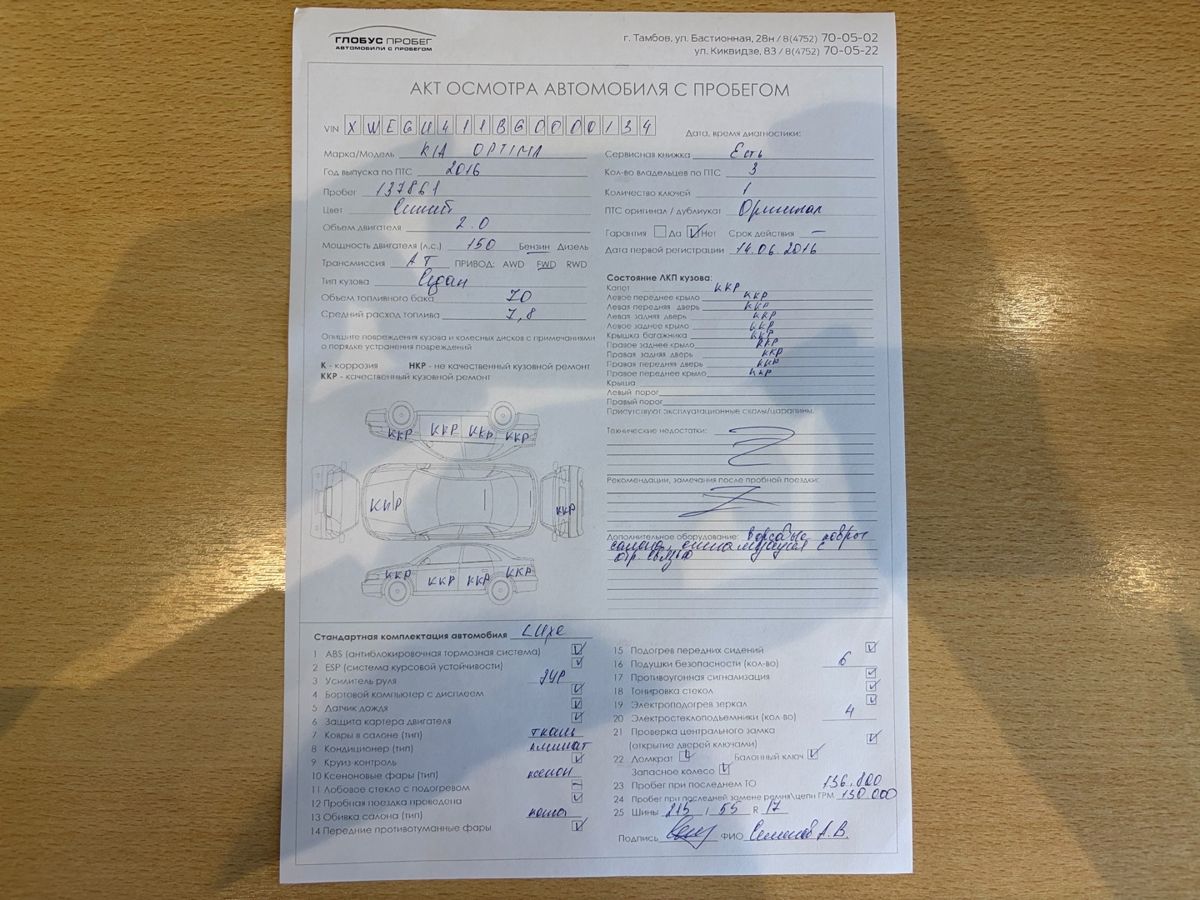 ГЛОБУС ПРОБЕГ
АВТОМОБИЛИ С ПРОБЕГОМ
г. Тамбов, ул. Бастионная, 28н / 8(4752) 70-05-02
ул. Киквидзе, 83 / 8(4752) 70-05-22
АКТ ОСМОТРА АВТОМОБИЛЯ С ПРОБЕГОМ
VIN XWEGU411BG0000134
Дата, время диагностики:
Марка/Модель KIA OPTIMA
Год выпуска по ПТС 2016
Пробег 137861
Цвет Синий
Объем двигателя 2.0
Мощность двигателя (л.с.) 150 Бензин Дизель
Трансмиссия АТ ПРИВОД: AWD FWD RWD
Тип кузова Седан
Объем топливного бака 70
Средний расход топлива 7,8
Сервисная книжка Есть
Кол-во владельцев по ПТС 3
Количество ключей 1
ПТС оригинал / дубликат Оригинал
Гарантия Да Нет Срок действия —
Дата первой регистрации 14.06.2016
Опишите повреждения кузова и колесных дисков с примечаниями
о порядке устранения повреждений
К - коррозия НКР - не качественный кузовной ремонт
ККР - качественный кузовной ремонт
ККР ККР ККР ККР
ККР
ККР
ККР ККР ККР ККР
Состояние ЛКП кузова:
Капот ККР
Левое переднее крыло ККР
Левая передняя дверь ККР
Левая задняя дверь ККР
Левое заднее крыло ККР
Крышка багажника ККР
Правое заднее крыло ККР
Правая задняя дверь ККР
Правая передняя дверь ККР
Правое переднее крыло ККР
Крыша
Левый порог
Правый порог
Присутствуют эксплуатационные сколы/царапины.
Технические недостатки:
Рекомендации, замечания после пробной поездки:
Дополнительное оборудование:
салона, сигнализация с
обр. связью
Стандартная комплектация автомобиля Luxe
1 ABS (антиблокировочная тормозная система)
2 ESP (система курсовой устойчивости)
3 Усилитель руля ЭУР
4 Бортовой компьютер с дисплеем
5 Датчик дождя
6 Защита картера двигателя
7 Ковры в салоне (тип) ткань
8 Кондиционер (тип) климат
9 Круиз-контроль
10 Ксеноновые фары (тип) ксенон
11 Лобовое стекло с подогревом —
12 Пробная поездка проведена
13 Обивка салона (тип) кожа
14 Передние противотуманные фары
15 Подогрев передних сидений
16 Подушки безопасности (кол-во) 6
17 Противоугонная сигнализация
18 Тонировка стекол
19 Электроподогрев зеркал
20 Электростеклоподъемники (кол-во) 4
21 Проверка центрального замка
(открытие дверей ключами)
22 Домкрат Балонный ключ
Запасное колесо
23 Пробег при последнем ТО 136.800
24 Пробег при последней замене ремня\цепи ГРМ 130 000
25 Шины 215 / 55 R 17
Подпись ФИО Семенов А.В.